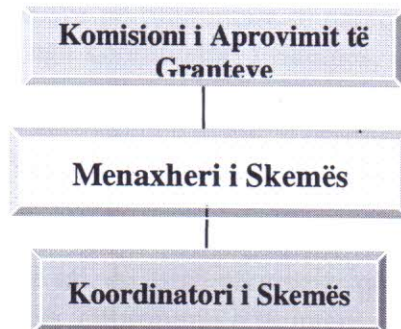 Komisioni i Aprovimit të
Granteve
Menaxheri i Skemës
Koordinatori i Skemës